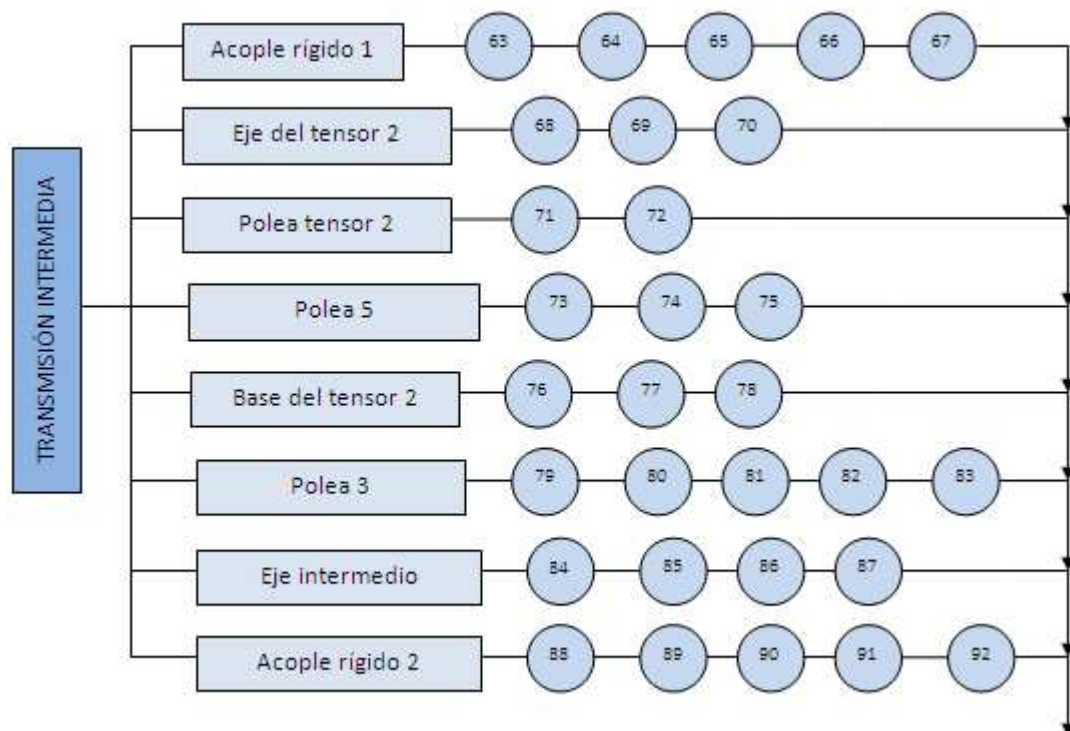 TRANSMISIÓN INTERMEDIA
Acople rígido 1 63 64 65 66 67
Eje del tensor 2 68 69 70
Polea tensor 2 71 72
Polea 5 73 74 75
Base del tensor 2 76 77 78
Polea 3 79 80 81 82 83
Eje intermedio 84 85 86 87
Acople rígido 2 88 89 90 91 92